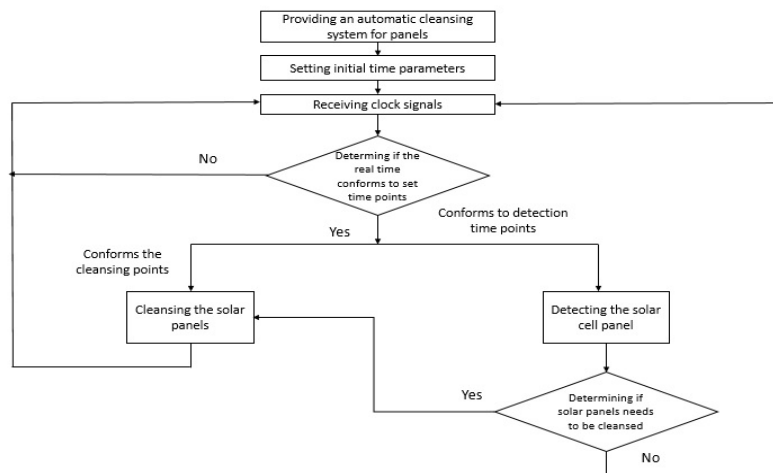 Providing an automatic cleansing
system for panels
Setting initial time parameters
Receiving clock signals
No
Determing if the
real time
conforms to set
time points
Yes
Conforms to detection
time points
Conforms the
cleansing points
Cleansing the solar
panels
Detecting the solar
cell panel
Yes
Determining if
solar panels needs
to be cleansed
No